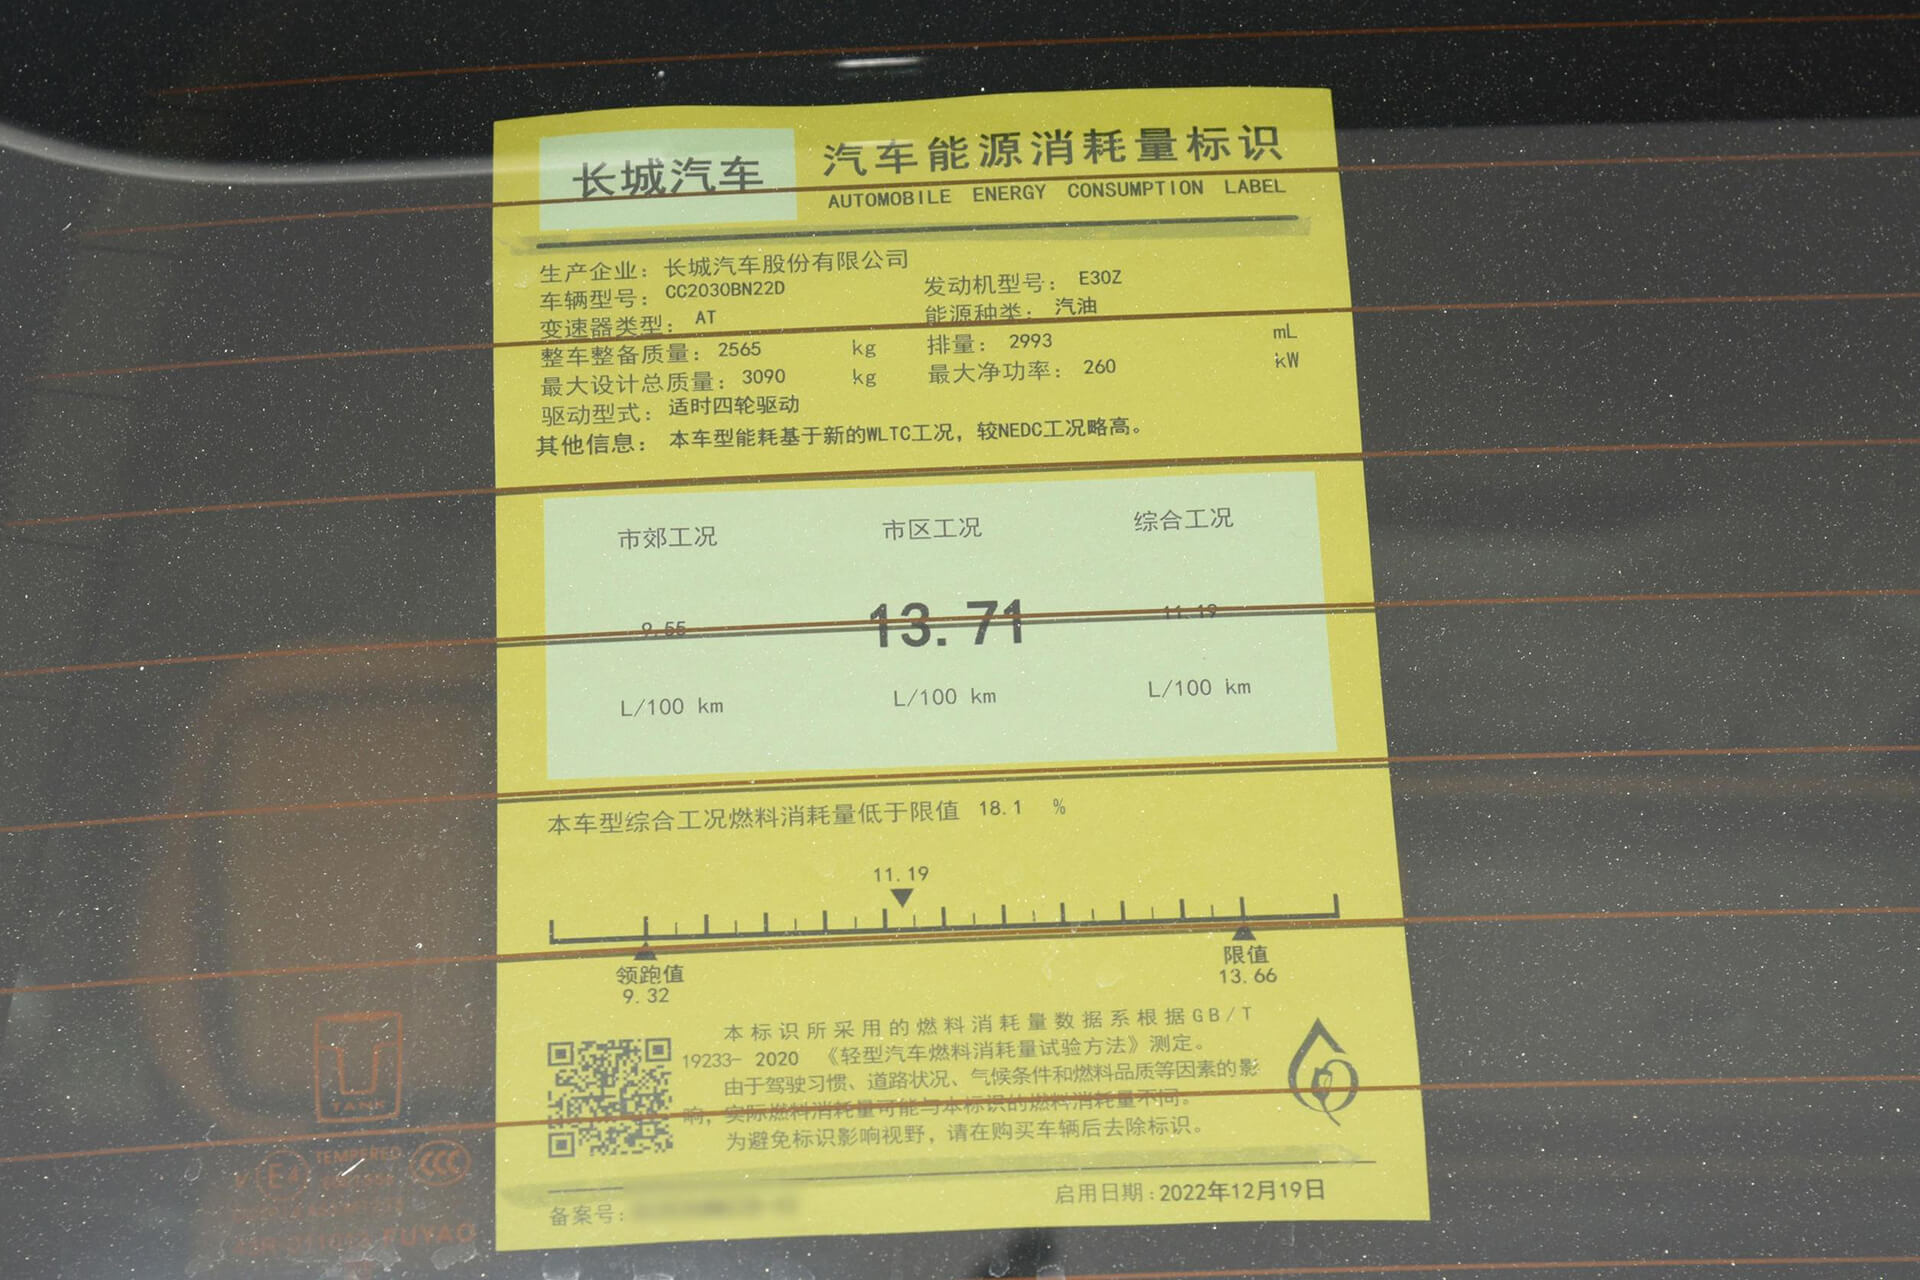 长城汽车
汽车能源消耗量标识
AUTOMOBILE ENERGY CONSUMPTION LABEL
生产企业：长城汽车股份有限公司
车辆型号：CC2030BN22D 发动机型号：E30Z
变速器类型：AT 能源种类：汽油
整车整备质量：2565 kg 排量：2993 mL
最大设计总质量：3090 kg 最大净功率：260 kW
驱动型式：适时四轮驱动
其他信息：本车型能耗基于新的WLTC工况，较NEDC工况略高。
市郊工况 市区工况 综合工况
9.55 13.71 11.19
L/100 km L/100 km L/100 km
本车型综合工况燃料消耗量低于限值 18.1 %
11.19
领跑值 限值
9.32 13.66
本标识所采用的燃料消耗量数据系根据GB/T
19233- 2020 《轻型汽车燃料消耗量试验方法》测定。
由于驾驶习惯、道路状况、气候条件和燃料品质等因素的影
响，实际燃料消耗量可能与本标识的燃料消耗量不同。
为避免标识影响视野，请在购买车辆后去除标识。
备案号：
启用日期：2022年12月19日
TANK
TEMPERED
E4
CCC
FUYAO